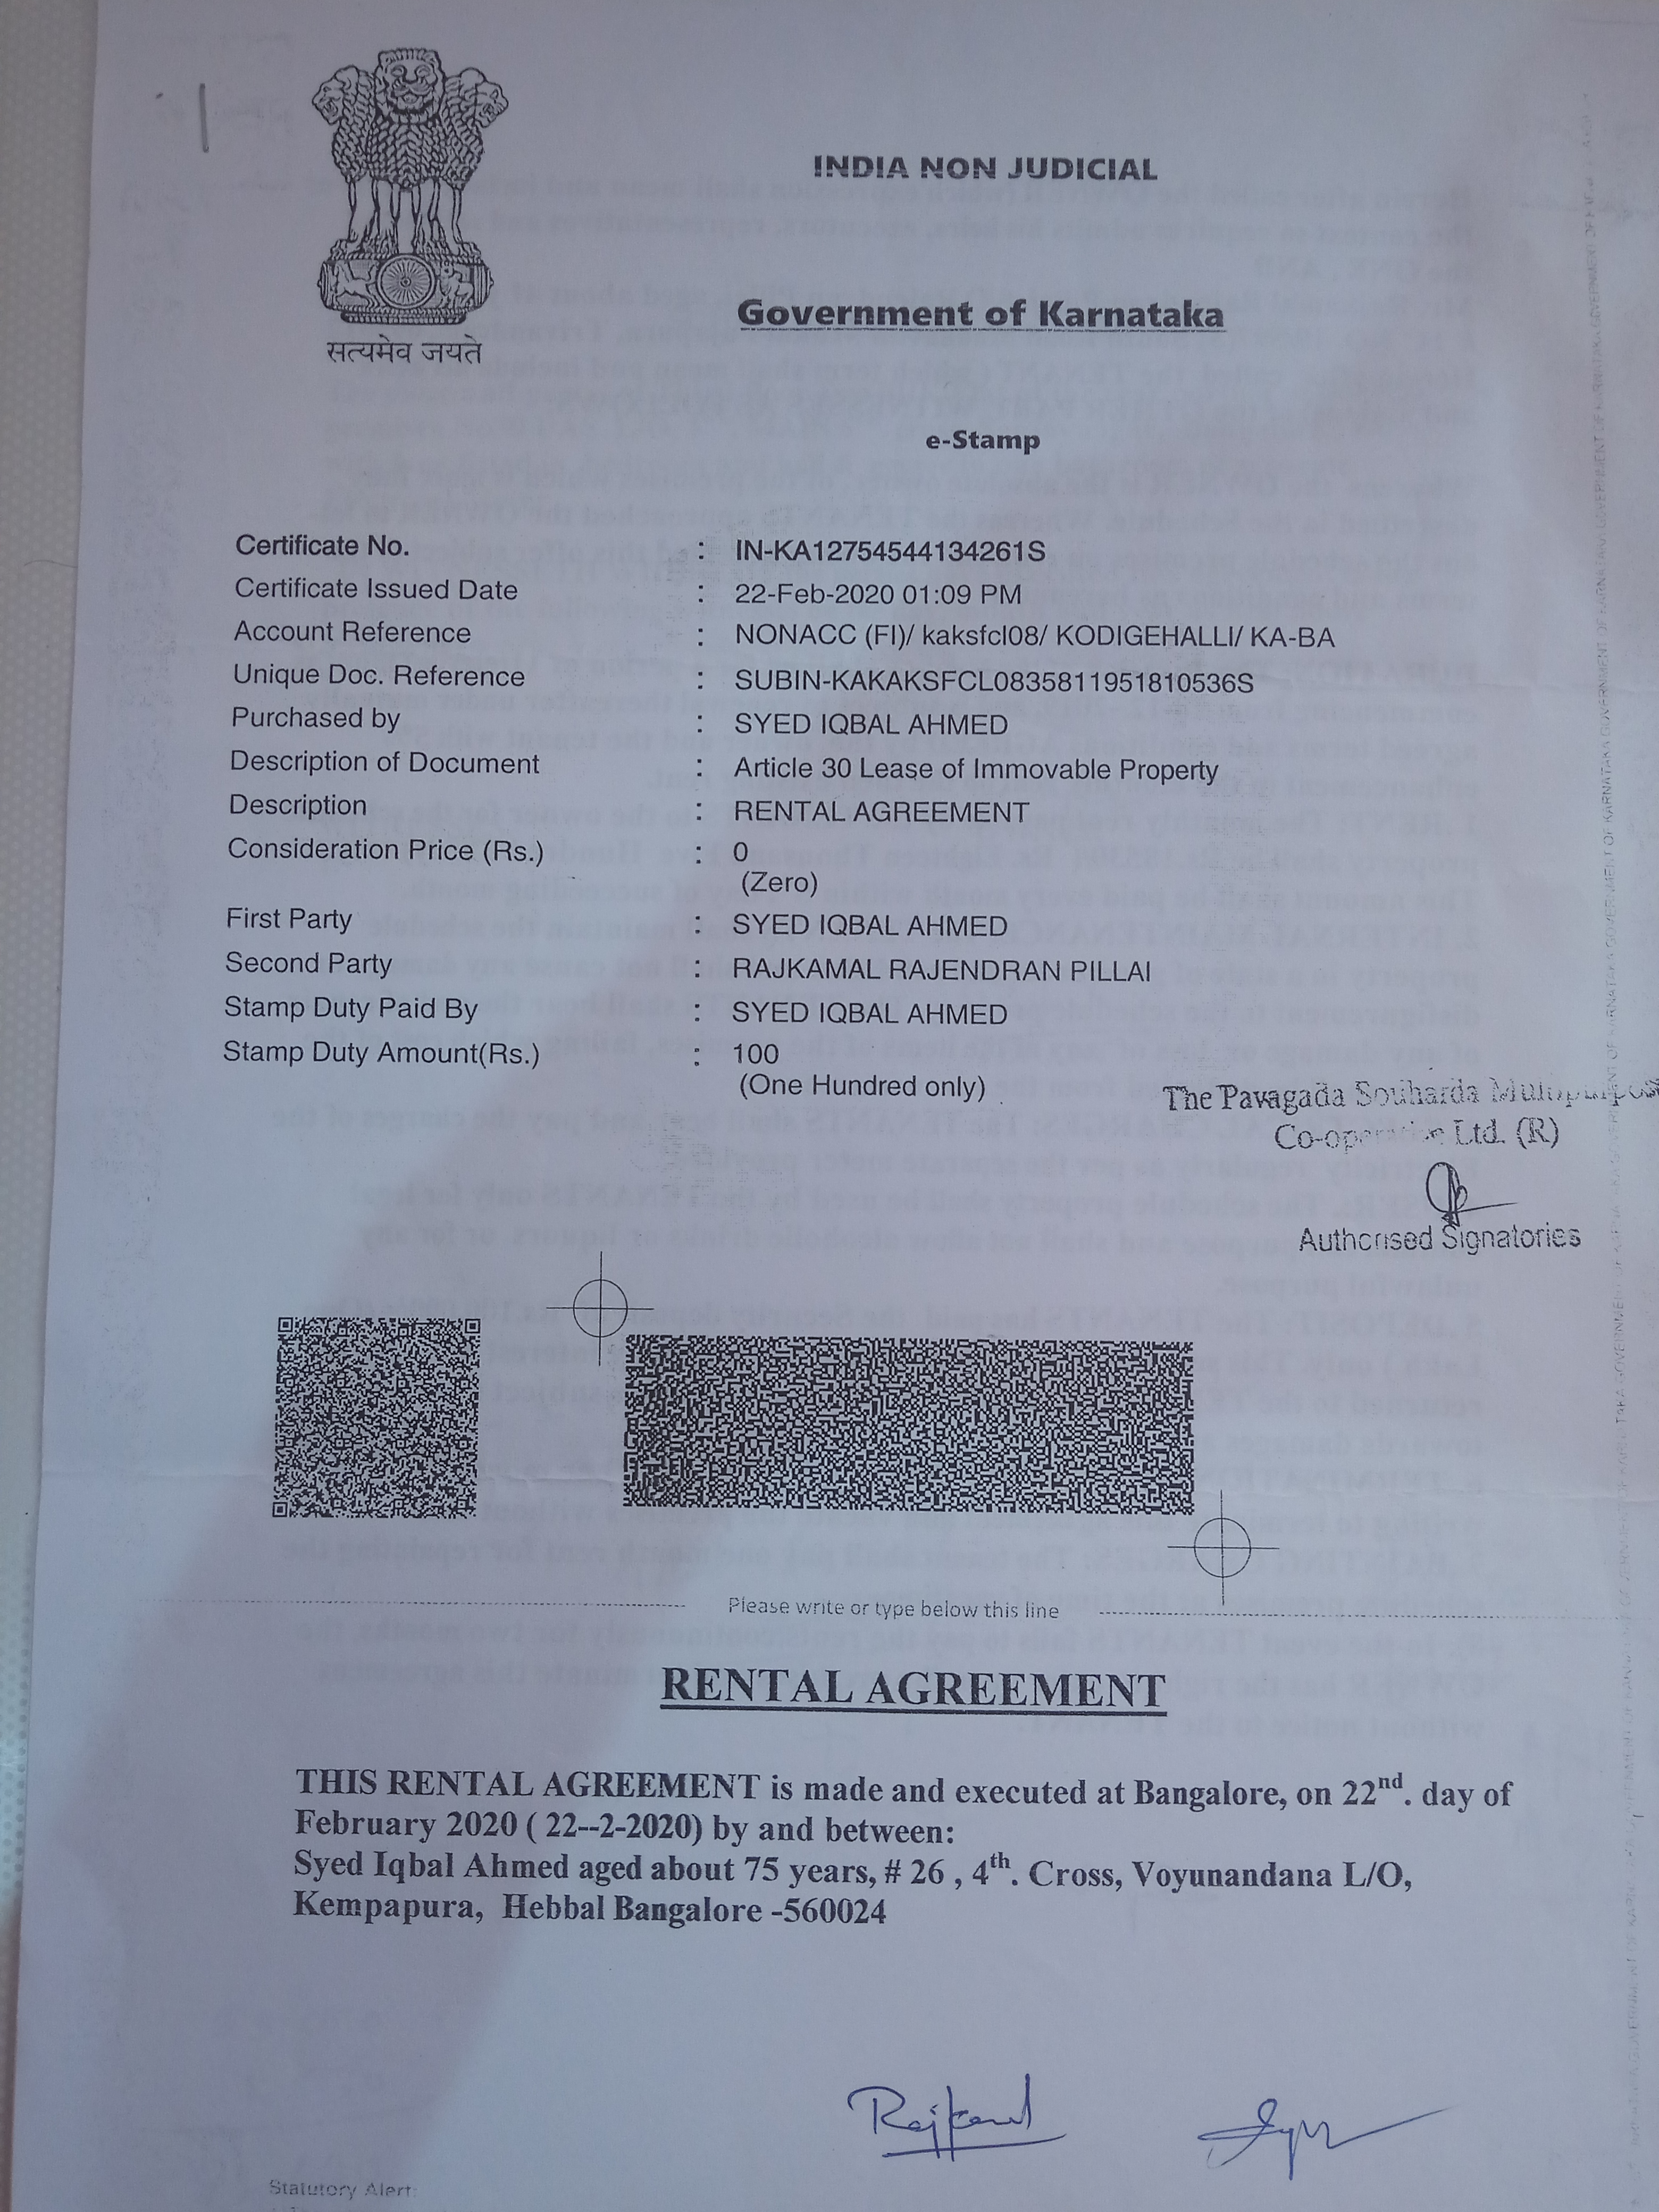 सत्यमेव जयते
INDIA NON JUDICIAL
Government of Karnataka
e-Stamp
Certificate No. : IN-KA12754544134261S
Certificate Issued Date : 22-Feb-2020 01:09 PM
Account Reference : NONACC (FI)/ kaksfcl08/ KODIGEHALLI/ KA-BA
Unique Doc. Reference : SUBIN-KAKAKSFCL0835811951810536S
Purchased by : SYED IQBAL AHMED
Description of Document : Article 30 Lease of Immovable Property
Description : RENTAL AGREEMENT
Consideration Price (Rs.) : 0
(Zero)
First Party : SYED IQBAL AHMED
Second Party : RAJKAMAL RAJENDRAN PILLAI
Stamp Duty Paid By : SYED IQBAL AHMED
Stamp Duty Amount(Rs.) : 100
(One Hundred only)
The Pavagada Souharda Multipurpose
Co-operative Ltd. (R)
Authorised Signatories
Please write or type below this line
RENTAL AGREEMENT
THIS RENTAL AGREEMENT is made and executed at Bangalore, on 22nd. day of
February 2020 ( 22--2-2020) by and between:
Syed Iqbal Ahmed aged about 75 years, # 26 , 4th. Cross, Voyunandana L/O,
Kempapura, Hebbal Bangalore -560024
Statutory Alert: